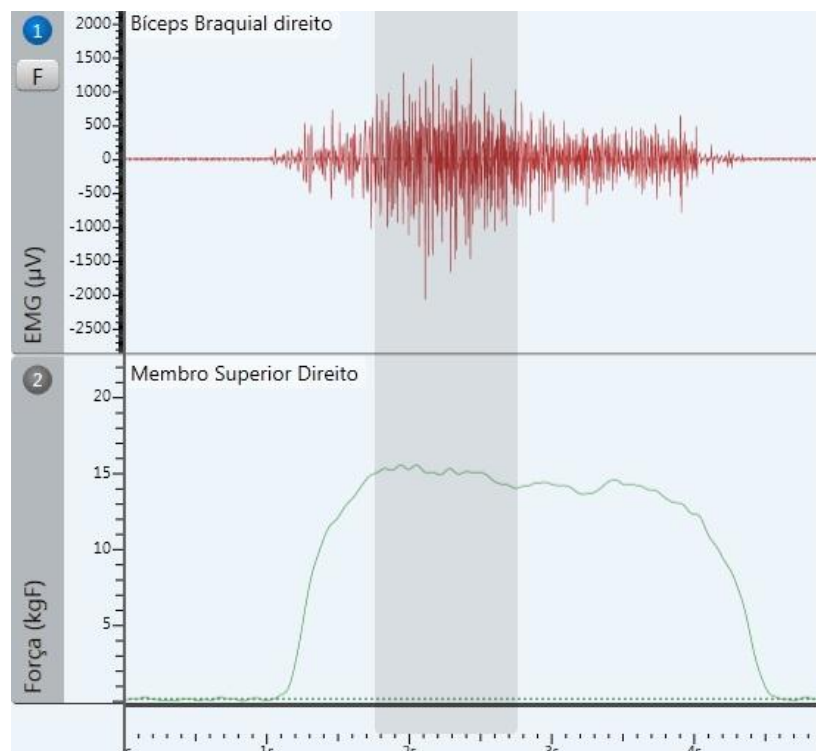 1
Bíceps Braquial direito
F
2000
1500
1000
500
0
-500
-1000
-1500
-2000
-2500
EMG (µV)
2
Membro Superior Direito
20
15
10
5
Força (kgF)
1s
2s
3s
4s